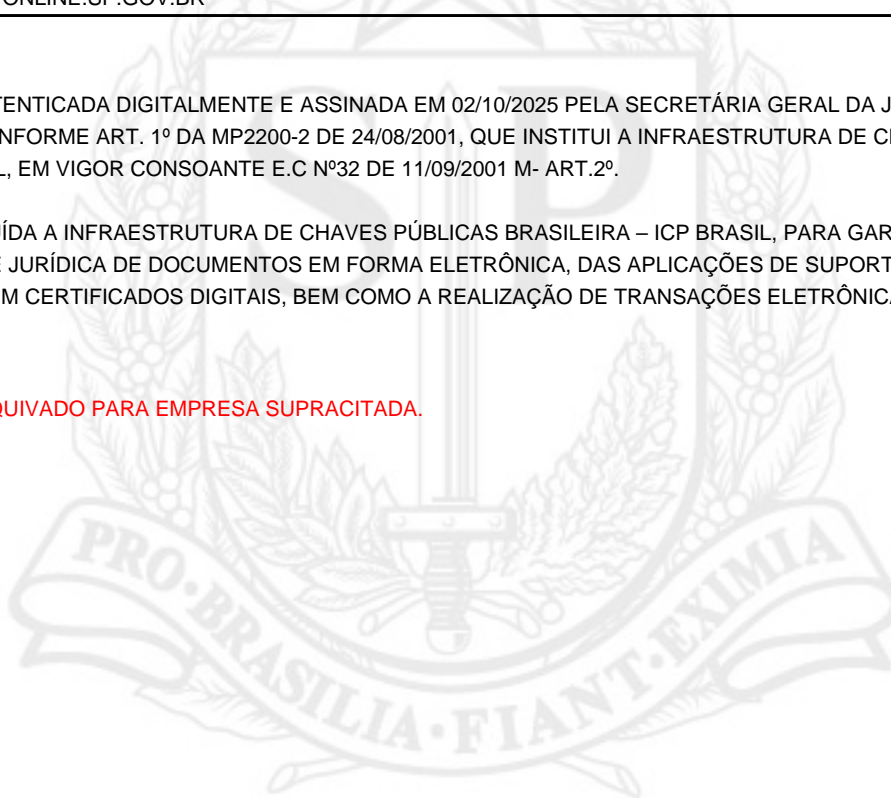 ONLINE.SP.GOV.BR
TENTICADA DIGITALMENTE E ASSINADA EM 02/10/2025 PELA SECRETÁRIA GERAL DA J
NFORME ART. 1º DA MP2200-2 DE 24/08/2001, QUE INSTITUI A INFRAESTRUTURA DE C
, EM VIGOR CONSOANTE E.C Nº32 DE 11/09/2001 M- ART.2º.
ÍDA A INFRAESTRUTURA DE CHAVES PÚBLICAS BRASILEIRA – ICP BRASIL, PARA GAR
JURÍDICA DE DOCUMENTOS EM FORMA ELETRÔNICA, DAS APLICAÇÕES DE SUPORT
M CERTIFICADOS DIGITAIS, BEM COMO A REALIZAÇÃO DE TRANSAÇÕES ELETRÔNICA
QUIVADO PARA EMPRESA SUPRACITADA.
SP
PRO·BRASILIA·FIANT·EXIMIA